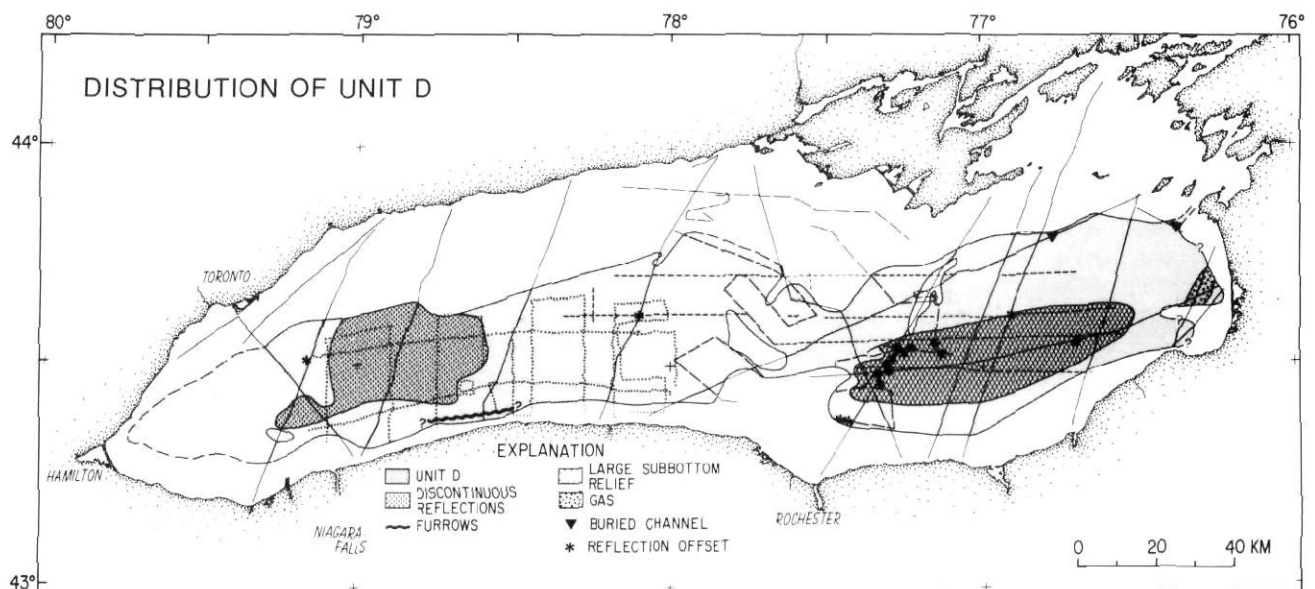 80° 79° 78° 77° 76°
DISTRIBUTION OF UNIT D
44°
TORONTO
HAMILTON
NIAGARA
FALLS
EXPLANATION
UNIT D
DISCONTINUOUS
REFLECTIONS
FURROWS
LARGE SUBBOTTOM
RELIEF
GAS
BURIED CHANNEL
REFLECTION OFFSET
ROCHESTER
0 20 40 KM
43°
? ? ? ? ? ?